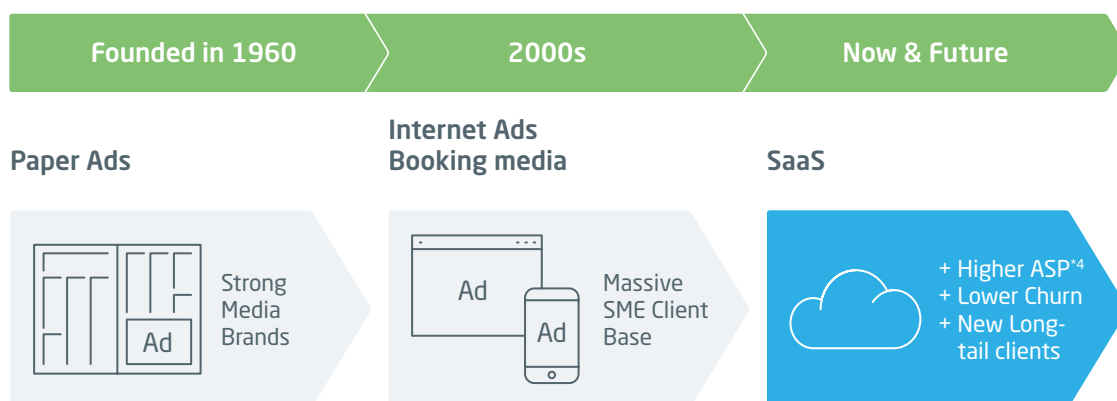 Founded in 1960
2000s
Now & Future
Paper Ads
Internet Ads
Booking media
SaaS
Ad
Strong
Media
Brands
Ad
Ad
Massive
SME Client
Base
+ Higher ASP*4
+ Lower Churn
+ New Long-
tail clients